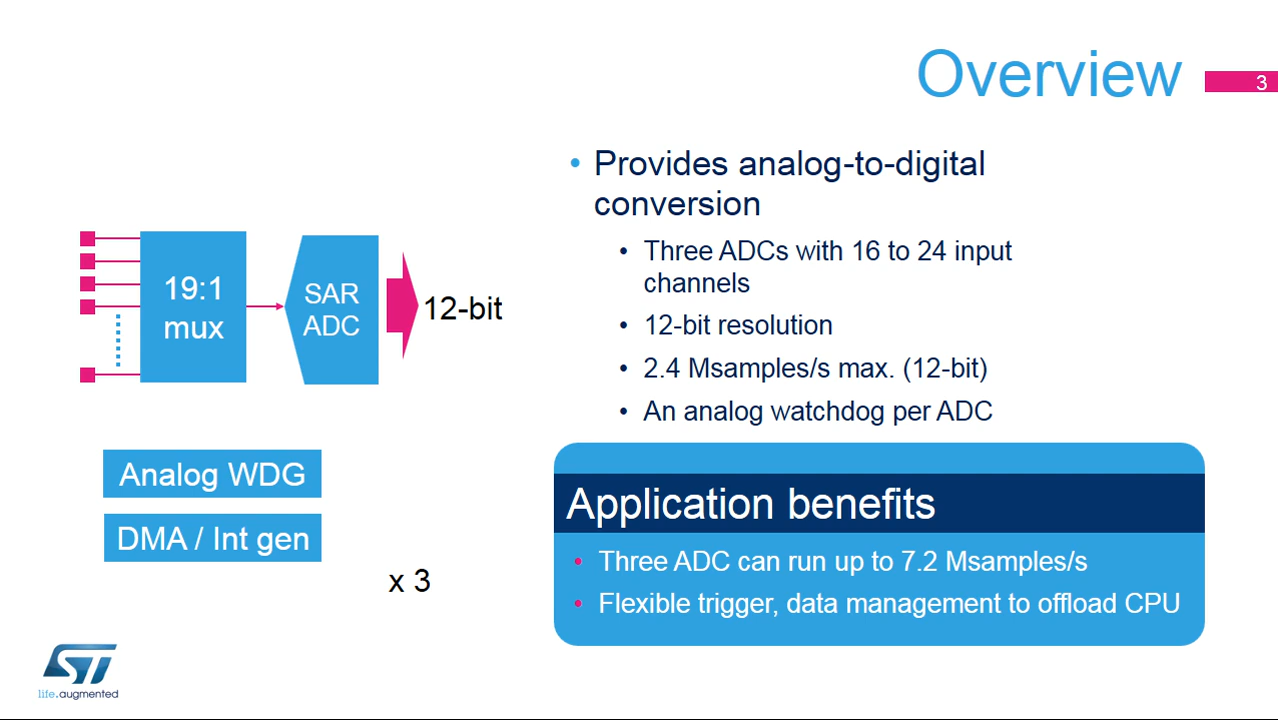 Overview
3
• Provides analog-to-digital
conversion
• Three ADCs with 16 to 24 input
channels
• 12-bit resolution
• 2.4 Msamples/s max. (12-bit)
• An analog watchdog per ADC
19:1
mux
SAR
ADC
12-bit
Analog WDG
DMA / Int gen
x 3
Application benefits
• Three ADC can run up to 7.2 Msamples/s
• Flexible trigger, data management to offload CPU
ST
life.augmented